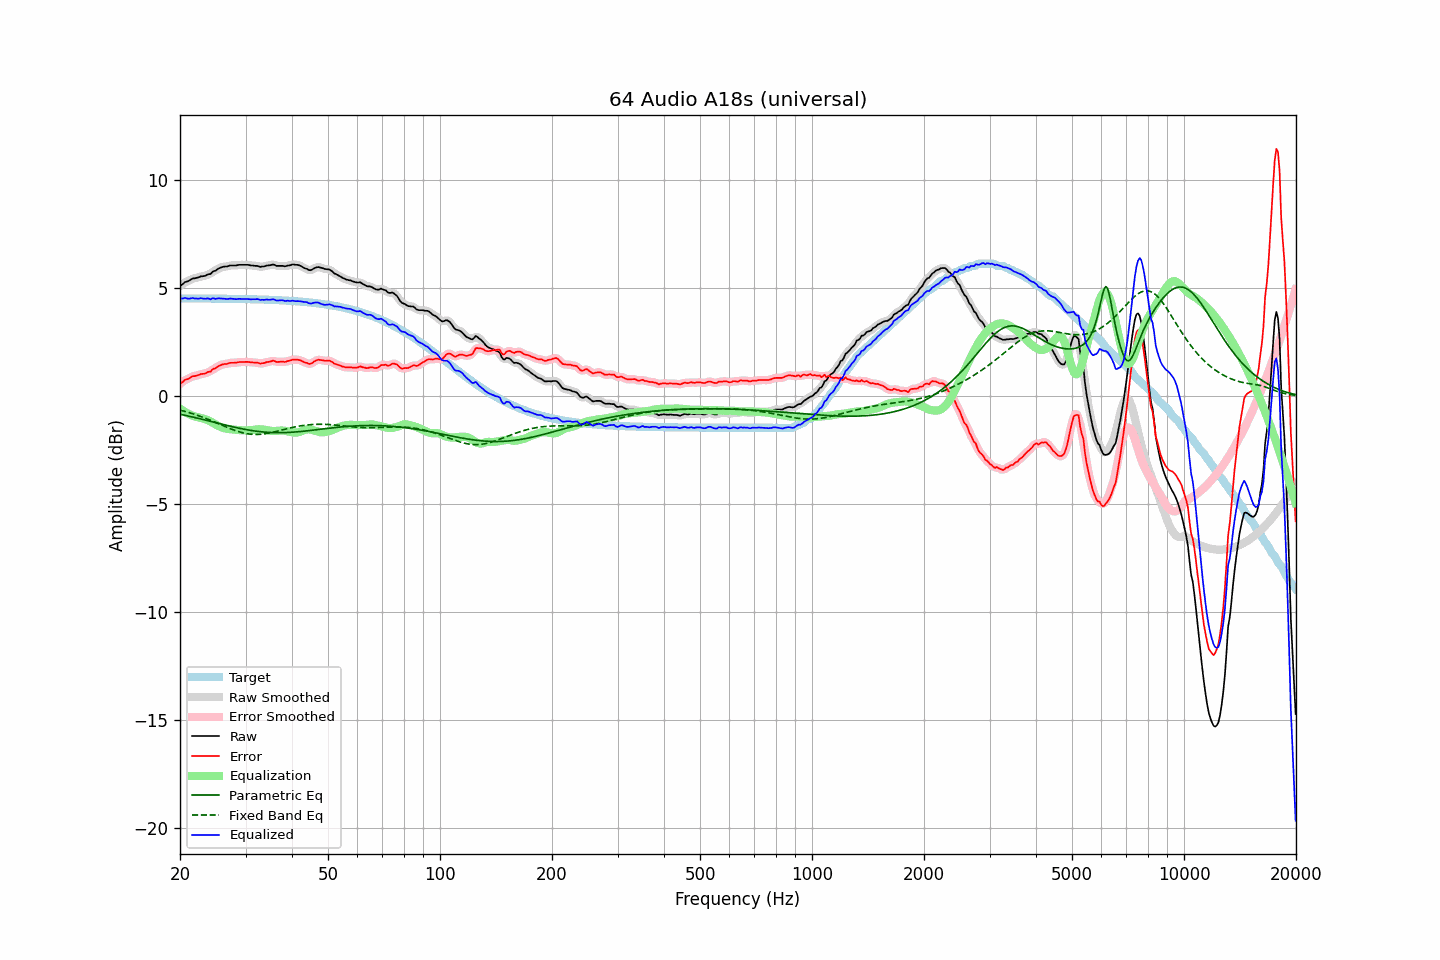 64 Audio A18s (universal)
Amplitude (dBr)
10
5
0
−5
−10
−15
−20
Target
Raw Smoothed
Error Smoothed
Raw
Error
Equalization
Parametric Eq
Fixed Band Eq
Equalized
20 50 100 200 500 1000 2000 5000 10000 20000
Frequency (Hz)